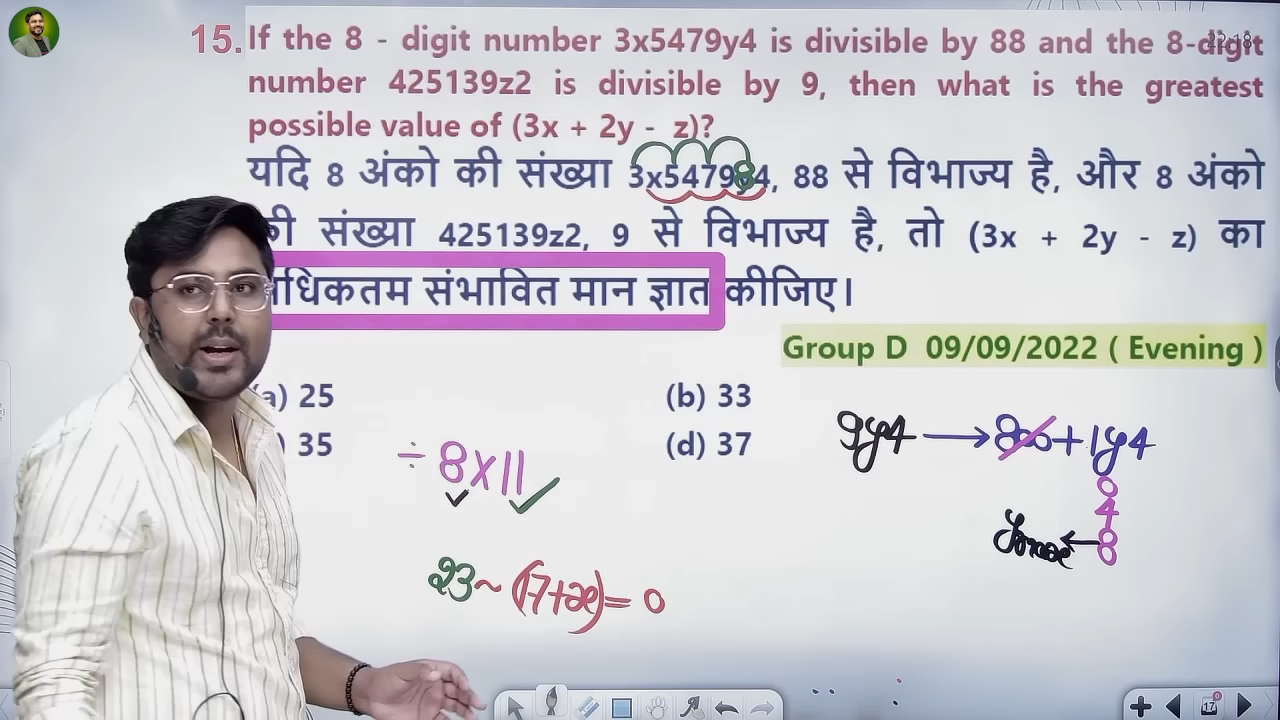 15. If the 8 - digit number 3x5479y4 is divisible by 88 and the 8-digit
number 425139z2 is divisible by 9, then what is the greatest
possible value of (3x + 2y - z)?
यदि 8 अंको की संख्या 3x547984, 88 से विभाज्य है, और 8 अंको
की संख्या 425139z2, 9 से विभाज्य है, तो (3x + 2y - z) का
धिकतम संभावित मान ज्ञात कीजिए।
Group D 09/09/2022 ( Evening )
a) 25 (b) 33
) 35 (d) 37
9y4 → 800 + 1y4
÷ 8 X 11
0
4
8
23 ~ (17+x) = 0
17